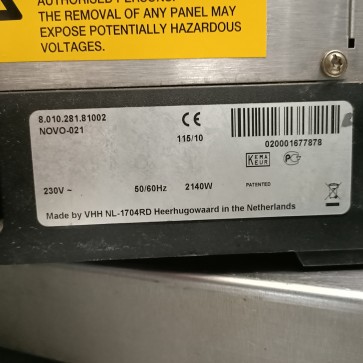 AUTHORISED PERSONS.
THE REMOVAL OF ANY PANEL MAY
EXPOSE POTENTIALLY HAZARDOUS
VOLTAGES.
8.010.281.81002
NOVO-021
CE
115/10
020001677878
KEMA
KEUR
230V ~
50/60Hz
2140W
PATENTED
Made by VHH NL-1704RD Heerhugowaard in the Netherlands